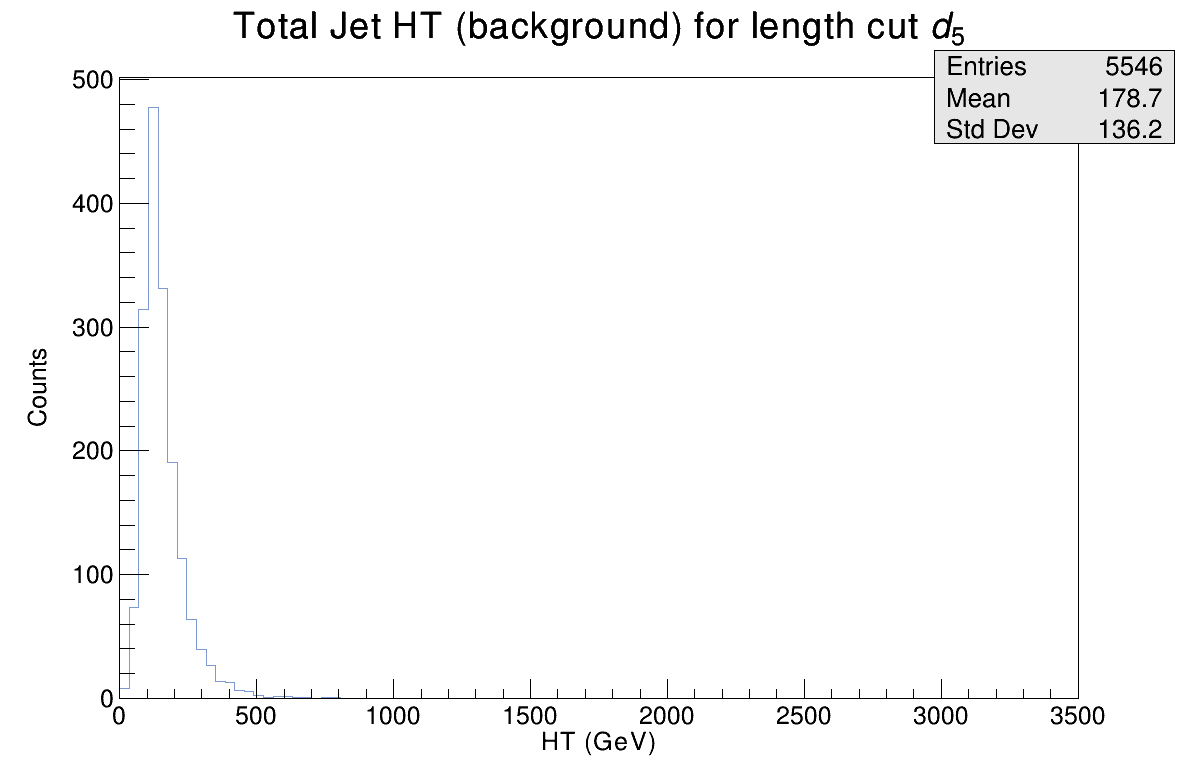 Total Jet HT (background) for length cut d₅
Entries 5546
Mean 178.7
Std Dev 136.2
500
400
300
200
100
0
Counts
0 500 1000 1500 2000 2500 3000 3500
HT (GeV)